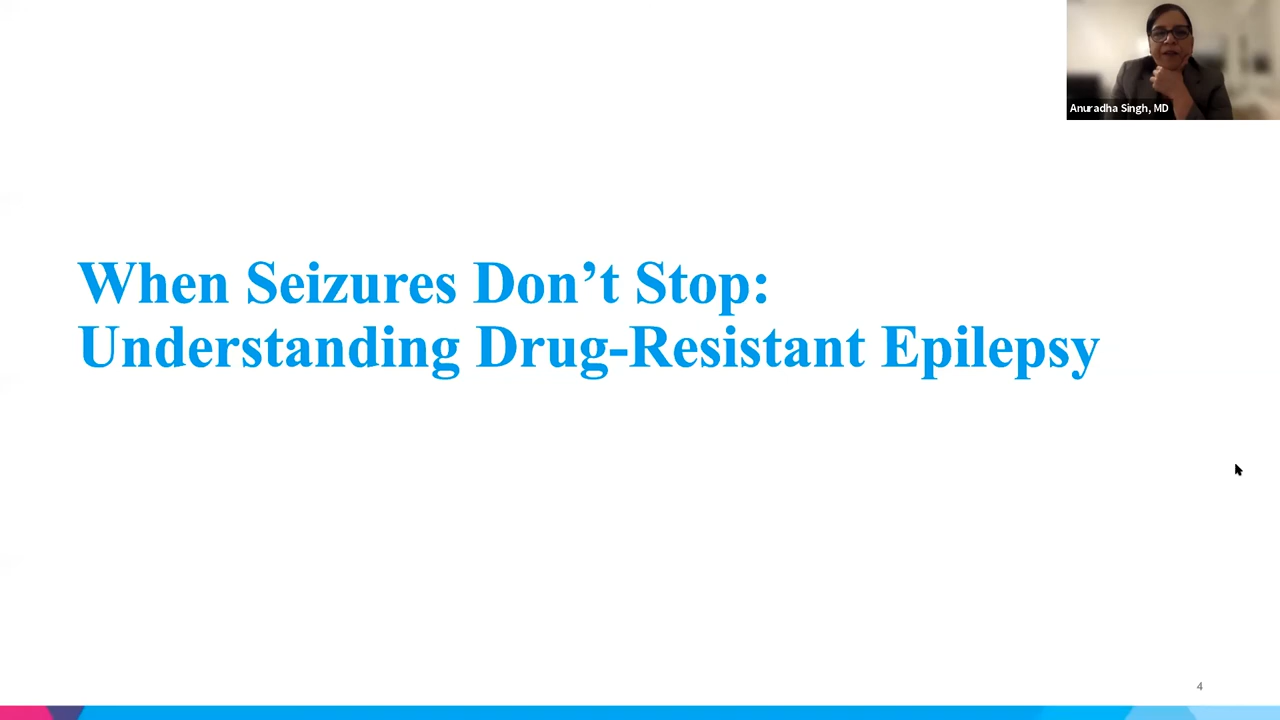 Anuradha Singh, MD
When Seizures Don’t Stop:
Understanding Drug-Resistant Epilepsy
4